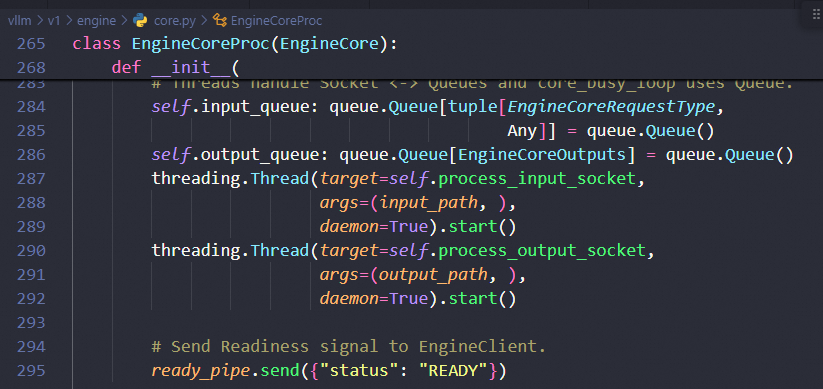 vllm > v1 > engine > core.py > EngineCoreProc
265 class EngineCoreProc(EngineCore):
268     def __init__(
283         # Threads handle Socket <-> Queues and core_busy_loop uses Queue.
284         self.input_queue: queue.Queue[tuple[EngineCoreRequestType,
285                                             Any]] = queue.Queue()
286         self.output_queue: queue.Queue[EngineCoreOutputs] = queue.Queue()
287         threading.Thread(target=self.process_input_socket,
288                          args=(input_path, ),
289                          daemon=True).start()
290         threading.Thread(target=self.process_output_socket,
291                          args=(output_path, ),
292                          daemon=True).start()
293
294         # Send Readiness signal to EngineClient.
295         ready_pipe.send({"status": "READY"})